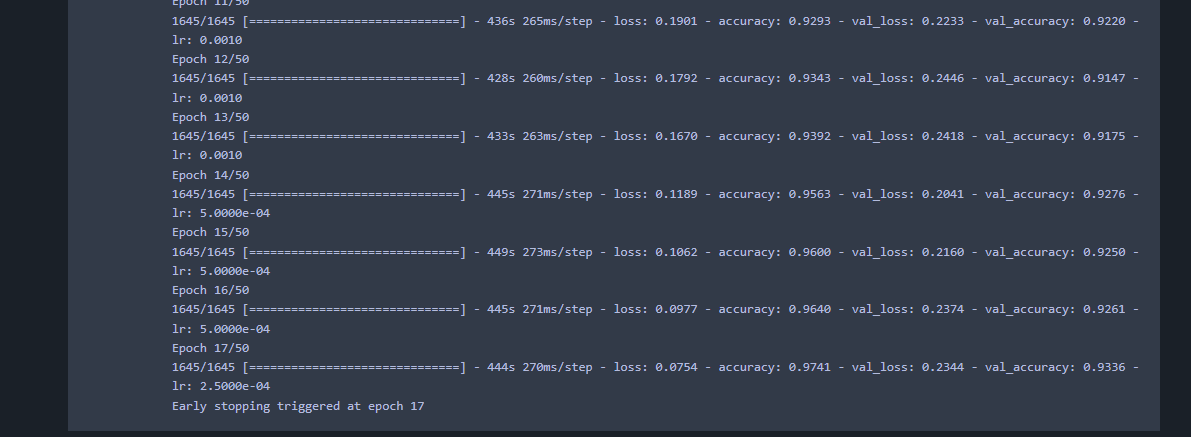 Epoch 11/50
1645/1645 [==============================] - 436s 265ms/step - loss: 0.1901 - accuracy: 0.9293 - val_loss: 0.2233 - val_accuracy: 0.9220 -
lr: 0.0010
Epoch 12/50
1645/1645 [==============================] - 428s 260ms/step - loss: 0.1792 - accuracy: 0.9343 - val_loss: 0.2446 - val_accuracy: 0.9147 -
lr: 0.0010
Epoch 13/50
1645/1645 [==============================] - 433s 263ms/step - loss: 0.1670 - accuracy: 0.9392 - val_loss: 0.2418 - val_accuracy: 0.9175 -
lr: 0.0010
Epoch 14/50
1645/1645 [==============================] - 445s 271ms/step - loss: 0.1189 - accuracy: 0.9563 - val_loss: 0.2041 - val_accuracy: 0.9276 -
lr: 5.0000e-04
Epoch 15/50
1645/1645 [==============================] - 449s 273ms/step - loss: 0.1062 - accuracy: 0.9600 - val_loss: 0.2160 - val_accuracy: 0.9250 -
lr: 5.0000e-04
Epoch 16/50
1645/1645 [==============================] - 445s 271ms/step - loss: 0.0977 - accuracy: 0.9640 - val_loss: 0.2374 - val_accuracy: 0.9261 -
lr: 5.0000e-04
Epoch 17/50
1645/1645 [==============================] - 444s 270ms/step - loss: 0.0754 - accuracy: 0.9741 - val_loss: 0.2344 - val_accuracy: 0.9336 -
lr: 2.5000e-04
Early stopping triggered at epoch 17